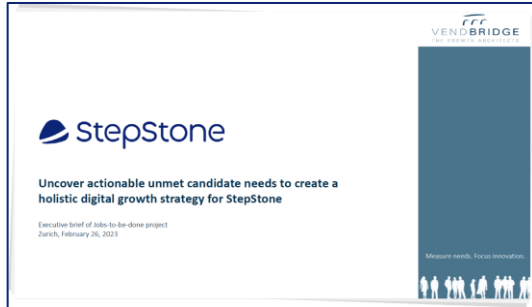 VENDBRIDGE
THE GROWTH ARCHITECTS
StepStone
Uncover actionable unmet candidate needs to create a
holistic digital growth strategy for StepStone
Executive brief of Jobs-to-be-done project
Zurich, February 26, 2023
Measure needs. Focus innovation.